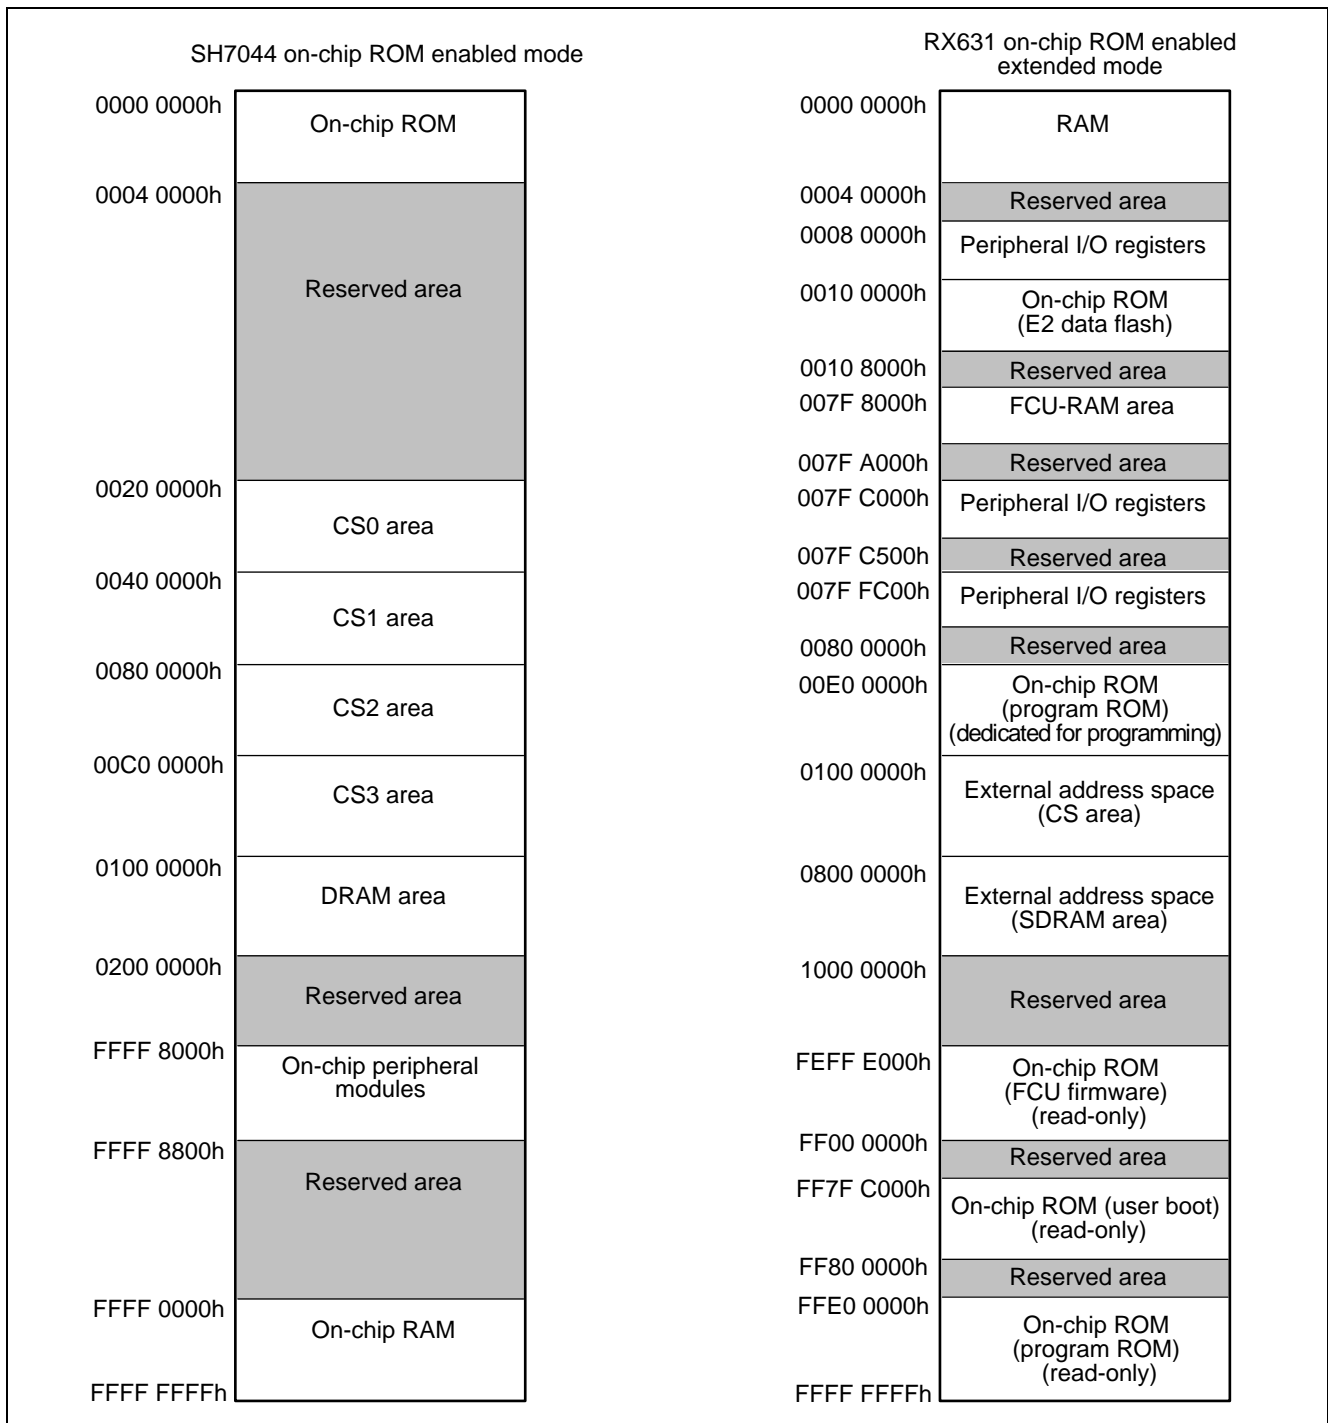 SH7044 on-chip ROM enabled mode
0000 0000h
On-chip ROM
0004 0000h
Reserved area
0020 0000h
CS0 area
0040 0000h
CS1 area
0080 0000h
CS2 area
00C0 0000h
CS3 area
0100 0000h
DRAM area
0200 0000h
Reserved area
FFFF 8000h
On-chip peripheral
modules
FFFF 8800h
Reserved area
FFFF 0000h
On-chip RAM
FFFF FFFFh
RX631 on-chip ROM enabled
extended mode
0000 0000h
RAM
0004 0000h
Reserved area
0008 0000h
Peripheral I/O registers
0010 0000h
On-chip ROM
(E2 data flash)
0010 8000h
Reserved area
007F 8000h
FCU-RAM area
007F A000h
Reserved area
007F C000h
Peripheral I/O registers
007F C500h
Reserved area
007F FC00h
Peripheral I/O registers
0080 0000h
Reserved area
00E0 0000h
On-chip ROM
(program ROM)
(dedicated for programming)
0100 0000h
External address space
(CS area)
0800 0000h
External address space
(SDRAM area)
1000 0000h
Reserved area
FEFF E000h
On-chip ROM
(FCU firmware)
(read-only)
FF00 0000h
Reserved area
FF7F C000h
On-chip ROM (user boot)
(read-only)
FF80 0000h
Reserved area
FFE0 0000h
On-chip ROM
(program ROM)
(read-only)
FFFF FFFFh